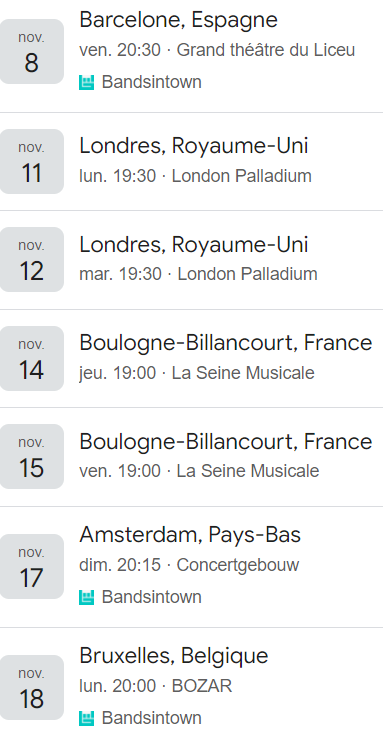 nov.
8
Barcelone, Espagne
ven. 20:30 · Grand théâtre du Liceu
Bandsintown
nov.
11
Londres, Royaume-Uni
lun. 19:30 · London Palladium
nov.
12
Londres, Royaume-Uni
mar. 19:30 · London Palladium
nov.
14
Boulogne-Billancourt, France
jeu. 19:00 · La Seine Musicale
nov.
15
Boulogne-Billancourt, France
ven. 19:00 · La Seine Musicale
nov.
17
Amsterdam, Pays-Bas
dim. 20:15 · Concertgebouw
Bandsintown
nov.
18
Bruxelles, Belgique
lun. 20:00 · BOZAR
Bandsintown